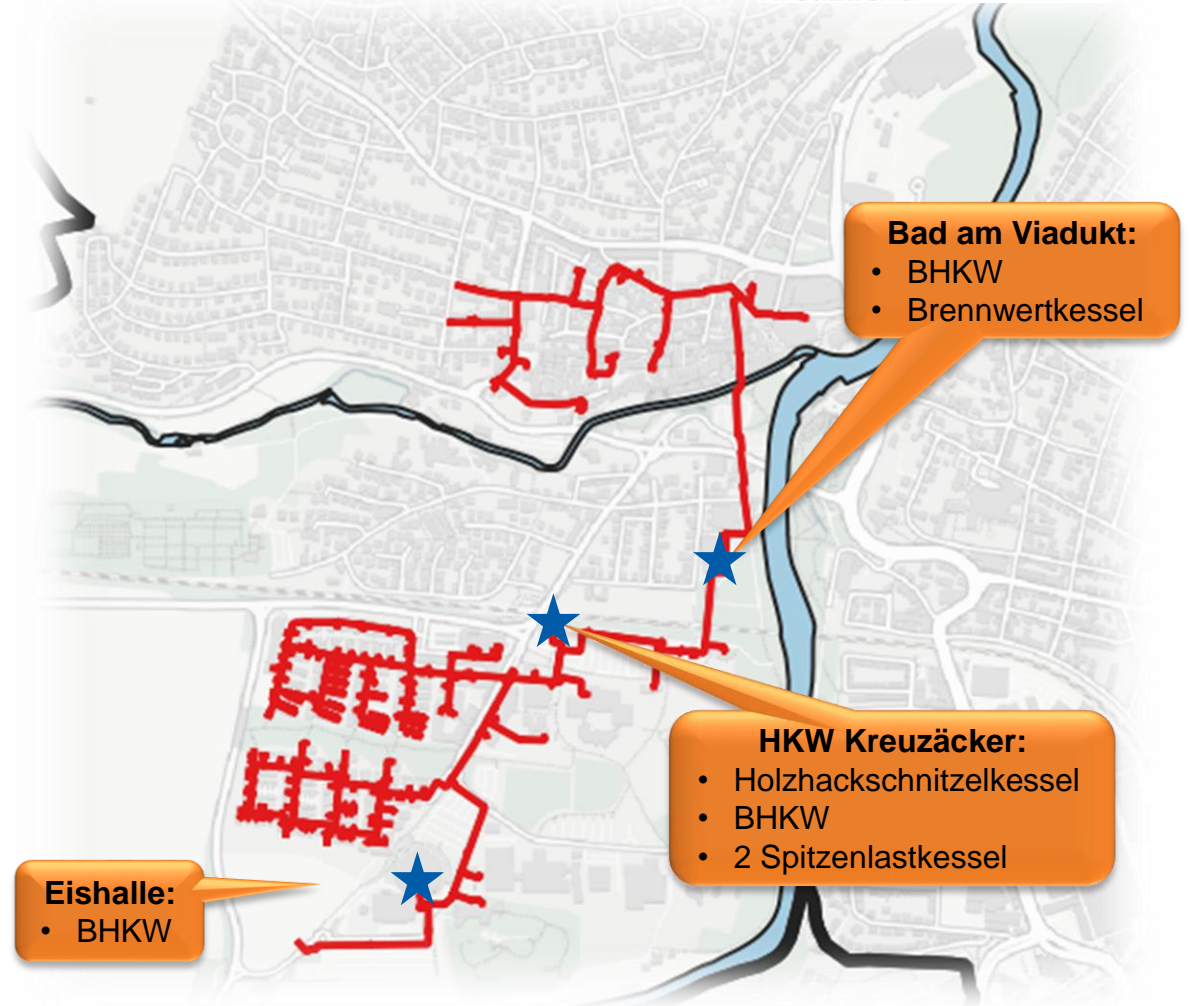 Bad am Viadukt:
• BHKW
• Brennwertkessel
HKW Kreuzäcker:
• Holzhackschnitzelkessel
• BHKW
• 2 Spitzenlastkessel
Eishalle:
• BHKW